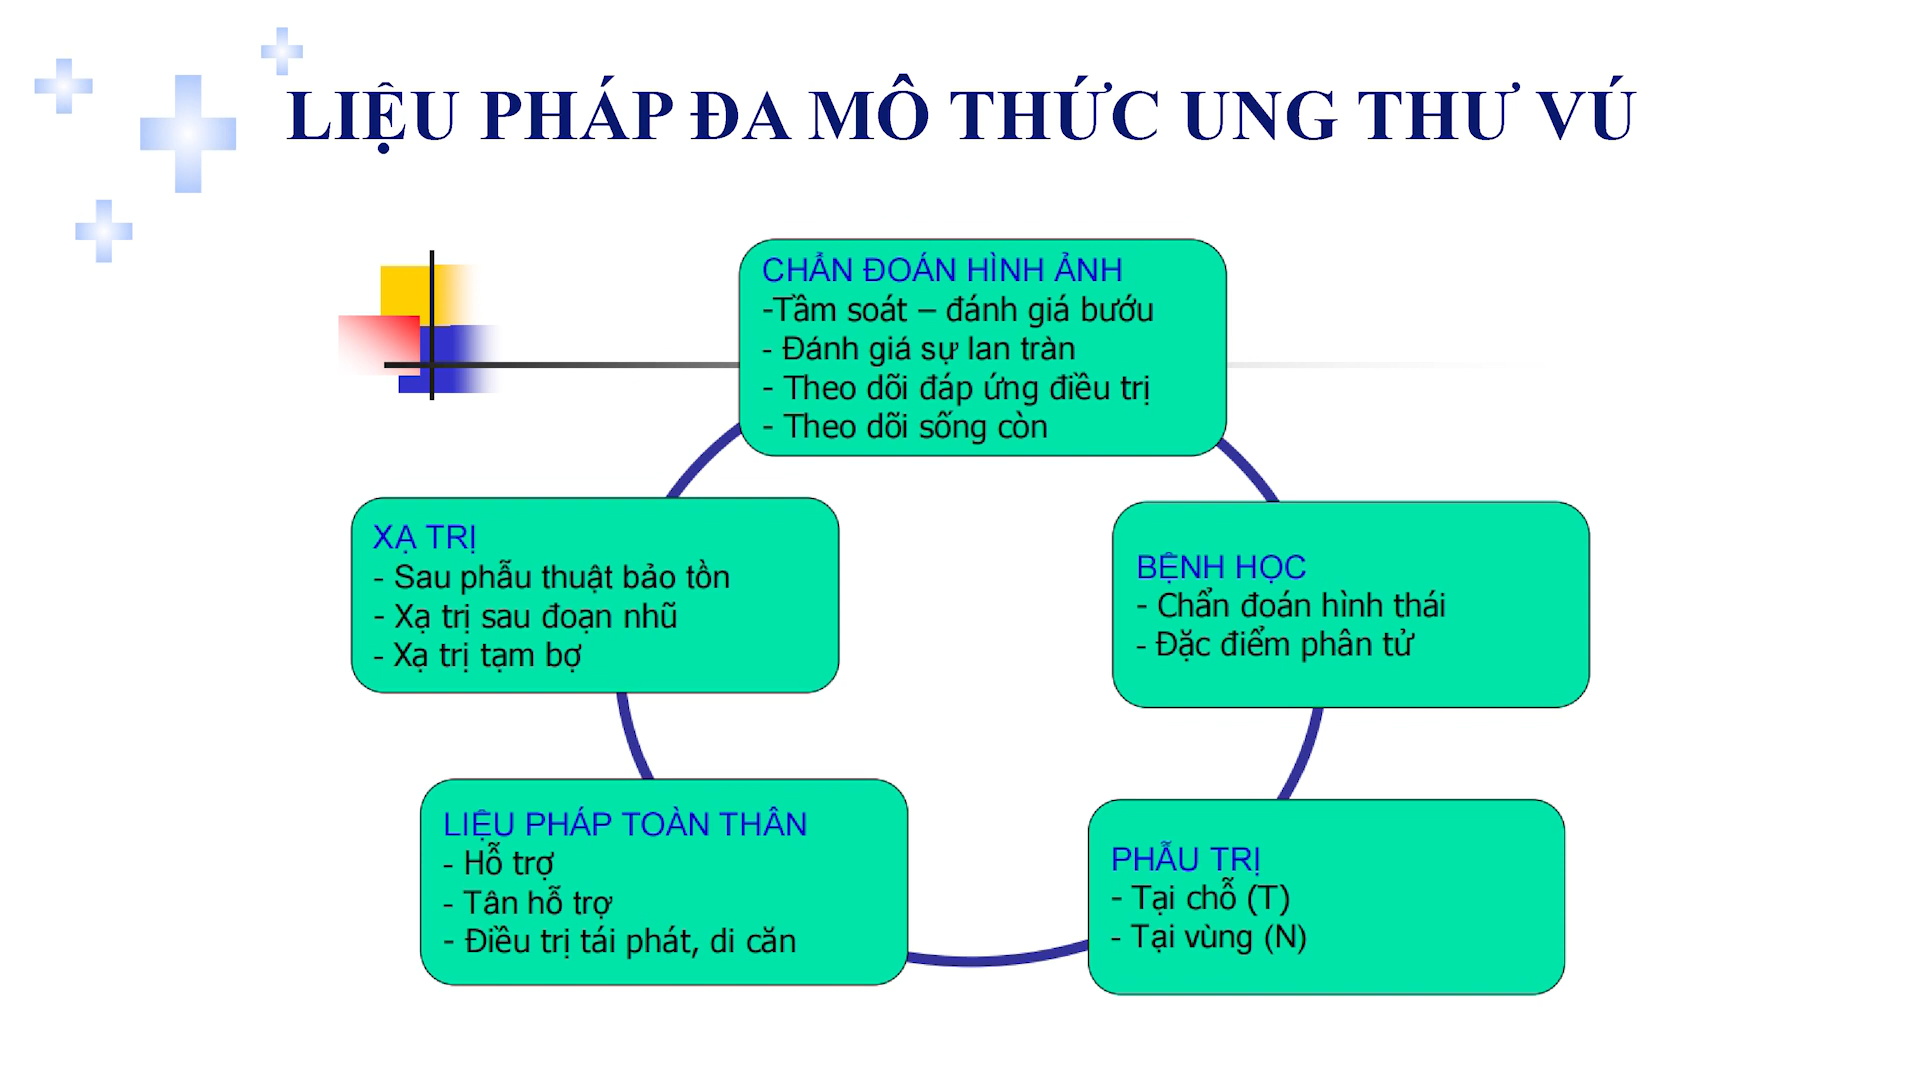 LIỆU PHÁP ĐA MÔ THỨC UNG THƯ VÚ
CHẨN ĐOÁN HÌNH ẢNH
-Tầm soát – đánh giá bướu
- Đánh giá sự lan tràn
- Theo dõi đáp ứng điều trị
- Theo dõi sống còn
XẠ TRỊ
- Sau phẫu thuật bảo tồn
- Xạ trị sau đoạn nhũ
- Xạ trị tạm bợ
BỆNH HỌC
- Chẩn đoán hình thái
- Đặc điểm phân tử
LIỆU PHÁP TOÀN THÂN
- Hỗ trợ
- Tân hỗ trợ
- Điều trị tái phát, di căn
PHẪU TRỊ
- Tại chỗ (T)
- Tại vùng (N)